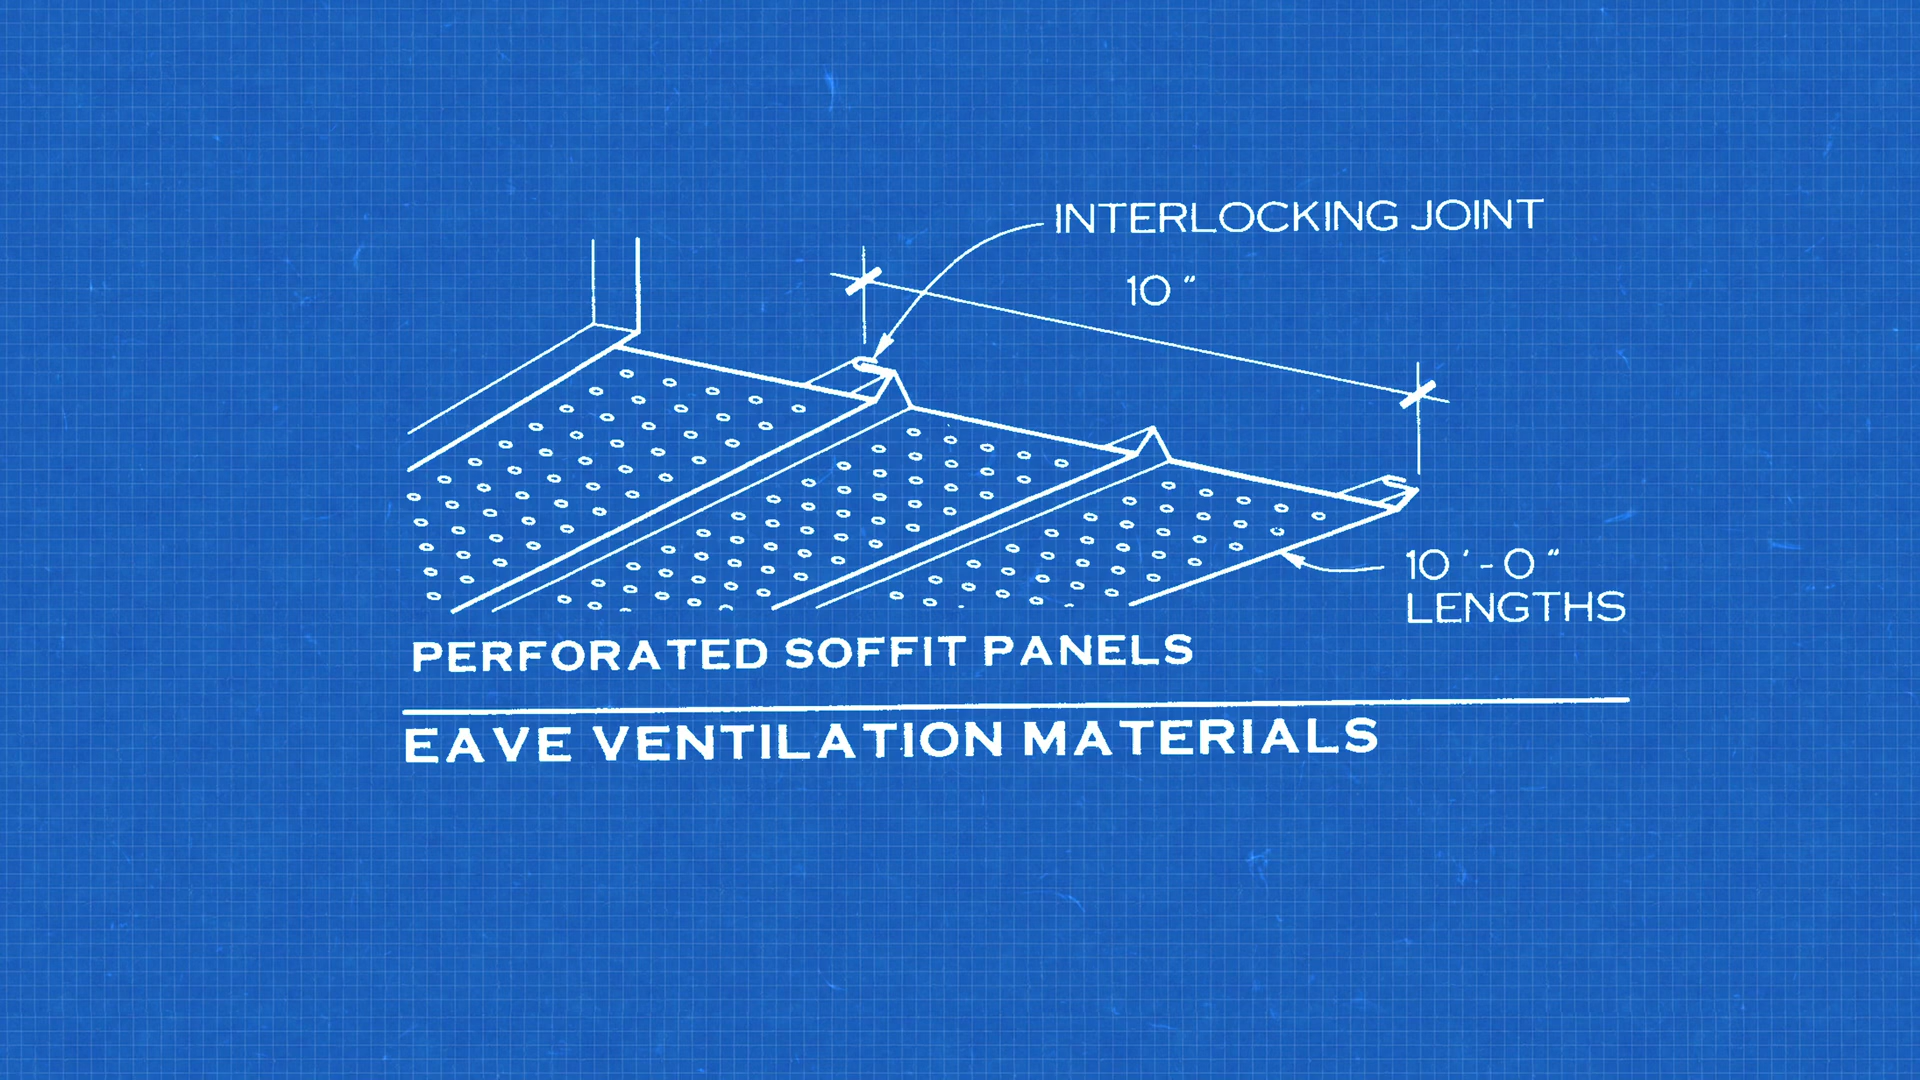 INTERLOCKING JOINT
10"
10'-0"
LENGTHS
PERFORATED SOFFIT PANELS
EAVE VENTILATION MATERIALS